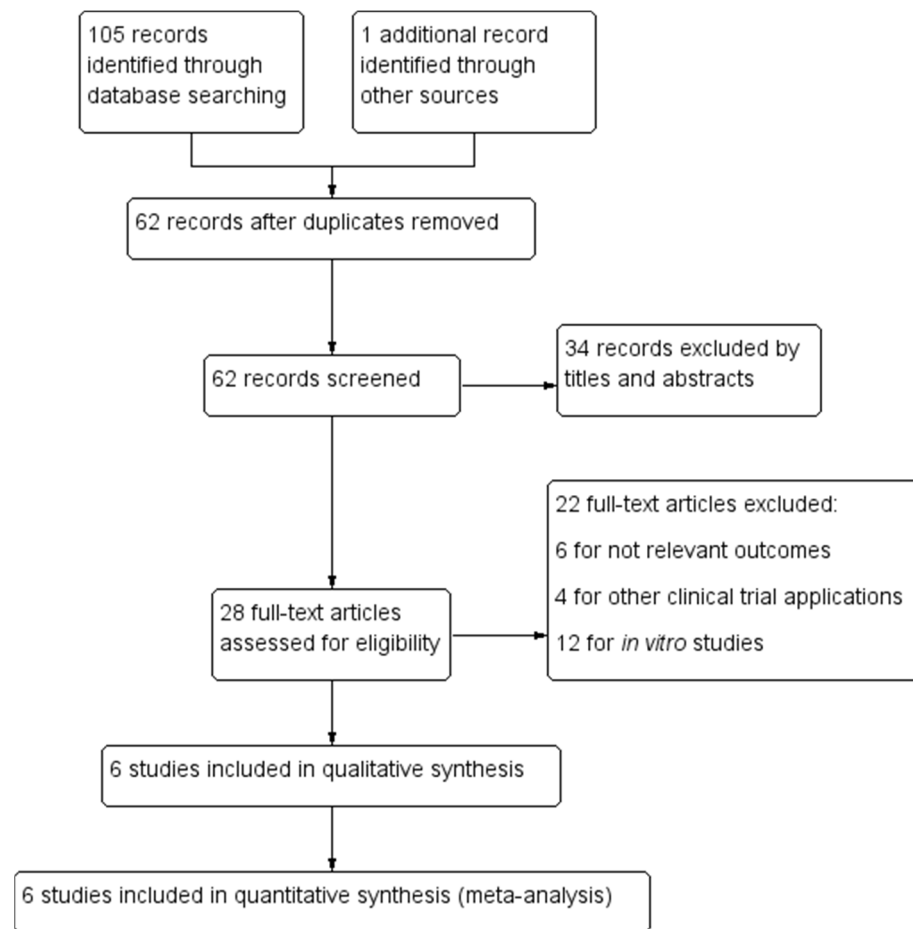 105 records
identified through
database searching
1 additional record
identified through
other sources
62 records after duplicates removed
62 records screened
34 records excluded by
titles and abstracts
28 full-text articles
assessed for eligibility
22 full-text articles excluded:
6 for not relevant outcomes
4 for other clinical trial applications
12 for in vitro studies
6 studies included in qualitative synthesis
6 studies included in quantitative synthesis (meta-analysis)